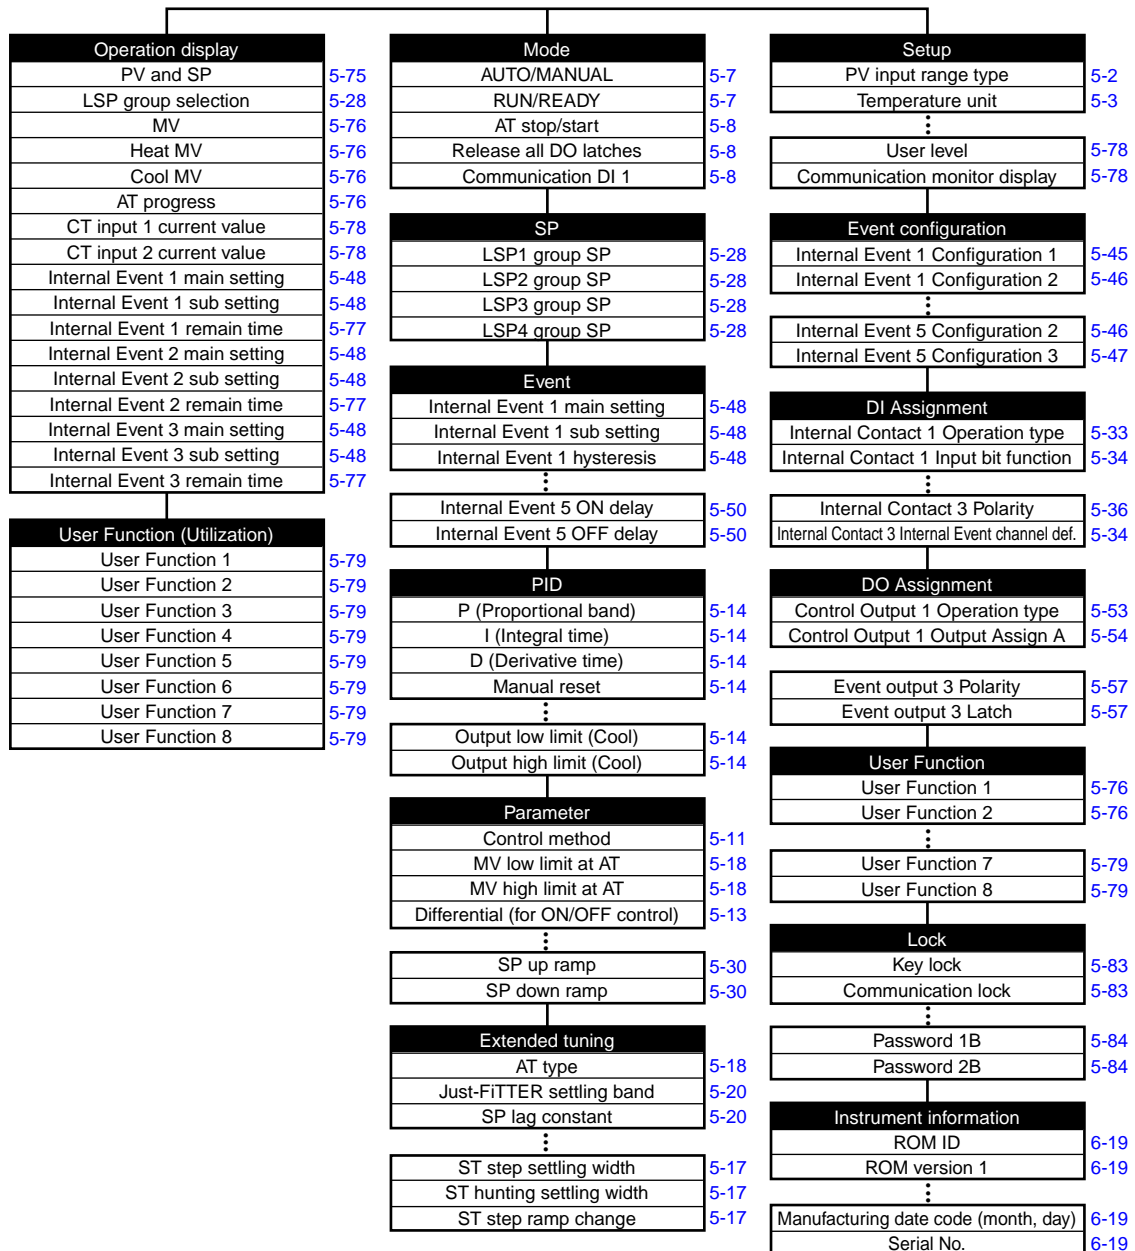 Operation display
PV and SP 5-75
LSP group selection 5-28
MV 5-76
Heat MV 5-76
Cool MV 5-76
AT progress 5-76
CT input 1 current value 5-78
CT input 2 current value 5-78
Internal Event 1 main setting 5-48
Internal Event 1 sub setting 5-48
Internal Event 1 remain time 5-77
Internal Event 2 main setting 5-48
Internal Event 2 sub setting 5-48
Internal Event 2 remain time 5-77
Internal Event 3 main setting 5-48
Internal Event 3 sub setting 5-48
Internal Event 3 remain time 5-77
User Function (Utilization)
User Function 1 5-79
User Function 2 5-79
User Function 3 5-79
User Function 4 5-79
User Function 5 5-79
User Function 6 5-79
User Function 7 5-79
User Function 8 5-79
Mode
AUTO/MANUAL 5-7
RUN/READY 5-7
AT stop/start 5-8
Release all DO latches 5-8
Communication DI 1 5-8
SP
LSP1 group SP 5-28
LSP2 group SP 5-28
LSP3 group SP 5-28
LSP4 group SP 5-28
Event
Internal Event 1 main setting 5-48
Internal Event 1 sub setting 5-48
Internal Event 1 hysteresis 5-48
Internal Event 5 ON delay 5-50
Internal Event 5 OFF delay 5-50
PID
P (Proportional band) 5-14
I (Integral time) 5-14
D (Derivative time) 5-14
Manual reset 5-14
Output low limit (Cool) 5-14
Output high limit (Cool) 5-14
Parameter
Control method 5-11
MV low limit at AT 5-18
MV high limit at AT 5-18
Differential (for ON/OFF control) 5-13
SP up ramp 5-30
SP down ramp 5-30
Extended tuning
AT type 5-18
Just-FiTTER settling band 5-20
SP lag constant 5-20
ST step settling width 5-17
ST hunting settling width 5-17
ST step ramp change 5-17
Setup
PV input range type 5-2
Temperature unit 5-3
User level 5-78
Communication monitor display 5-78
Event configuration
Internal Event 1 Configuration 1 5-45
Internal Event 1 Configuration 2 5-46
Internal Event 5 Configuration 2 5-46
Internal Event 5 Configuration 3 5-47
DI Assignment
Internal Contact 1 Operation type 5-33
Internal Contact 1 Input bit function 5-34
Internal Contact 3 Polarity 5-36
Internal Contact 3 Internal Event channel def. 5-34
DO Assignment
Control Output 1 Operation type 5-53
Control Output 1 Output Assign A 5-54
Event output 3 Polarity 5-57
Event output 3 Latch 5-57
User Function
User Function 1 5-76
User Function 2 5-76
User Function 7 5-79
User Function 8 5-79
Lock
Key lock 5-83
Communication lock 5-83
Password 1B 5-84
Password 2B 5-84
Instrument information
ROM ID 6-19
ROM version 1 6-19
Manufacturing date code (month, day) 6-19
Serial No. 6-19